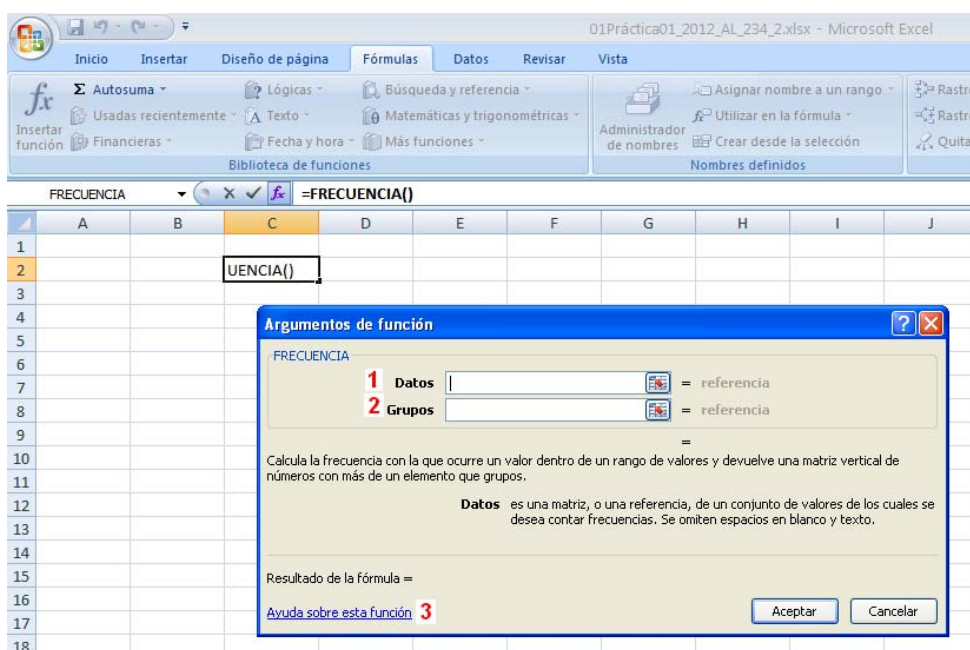 01Práctica01_2012_AL_234_2.xlsx - Microsoft Excel
Inicio Insertar Diseño de página Fórmulas Datos Revisar Vista
fx Insertar función
Σ Autosuma
Usadas recientemente
Financieras
Lógicas
Texto
Fecha y hora
Búsqueda y referencia
Matemáticas y trigonométricas
Más funciones
Biblioteca de funciones
Administrador de nombres
Asignar nombre a un rango
Utilizar en la fórmula
Crear desde la selección
Nombres definidos
FRECUENCIA fx =FRECUENCIA()
A B C D E F G H I J
1
2 UENCIA()
3
4
5
6
7
8
9
10
11
12
13
14
15
16
17
18
Argumentos de función
FRECUENCIA
1 Datos = referencia
2 Grupos = referencia
=
Calcula la frecuencia con la que ocurre un valor dentro de un rango de valores y devuelve una matriz vertical de
números con más de un elemento que grupos.
Datos es una matriz, o una referencia, de un conjunto de valores de los cuales se
desea contar frecuencias. Se omiten espacios en blanco y texto.
Resultado de la fórmula =
Ayuda sobre esta función 3
Aceptar Cancelar